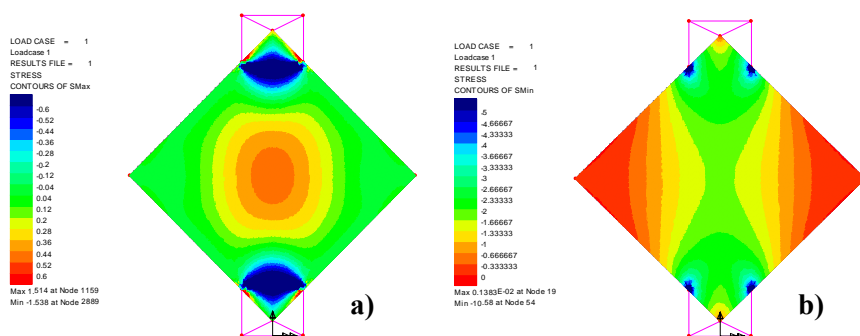 LOAD CASE = 1
Loadcase 1
RESULTS FILE = 1
STRESS
CONTOURS OF SMax
-0.6
-0.52
-0.44
-0.36
-0.28
-0.2
-0.12
-0.04
0.04
0.12
0.2
0.28
0.36
0.44
0.52
0.6
Max 1.514 at Node 1159
Min -1.538 at Node 2889
a)
LOAD CASE = 1
Loadcase 1
RESULTS FILE = 1
STRESS
CONTOURS OF SMin
-5
-4.66667
-4.33333
-4
-3.66667
-3.33333
-3
-2.66667
-2.33333
-2
-1.66667
-1.33333
-1
-0.666667
-0.333333
0
Max 0.1383E-02 at Node 19
Min -10.58 at Node 54
b)